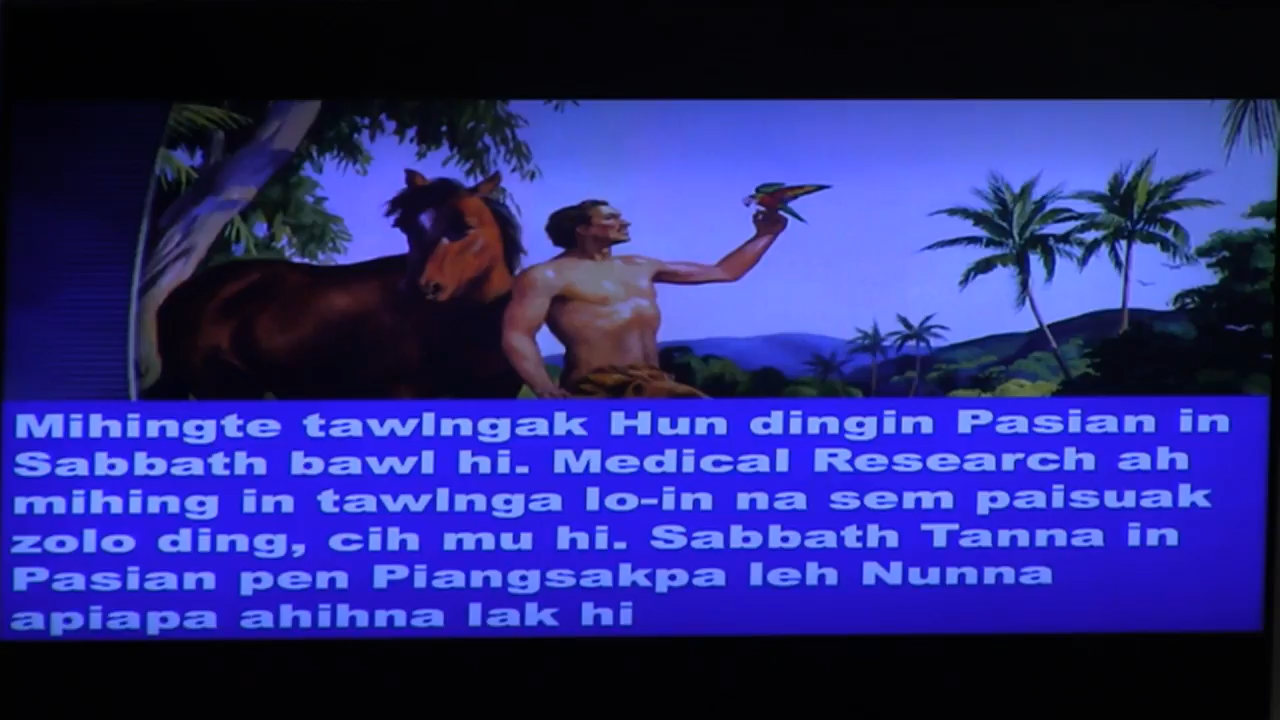 Mihingte tawlngak Hun dingin Pasian in
Sabbath bawl hi. Medical Research ah
mihing in tawlnga lo-in na sem paisuak
zolo ding, cih mu hi. Sabbath Tanna in
Pasian pen Piangsakpa leh Nunna
apiapa ahihna lak hi